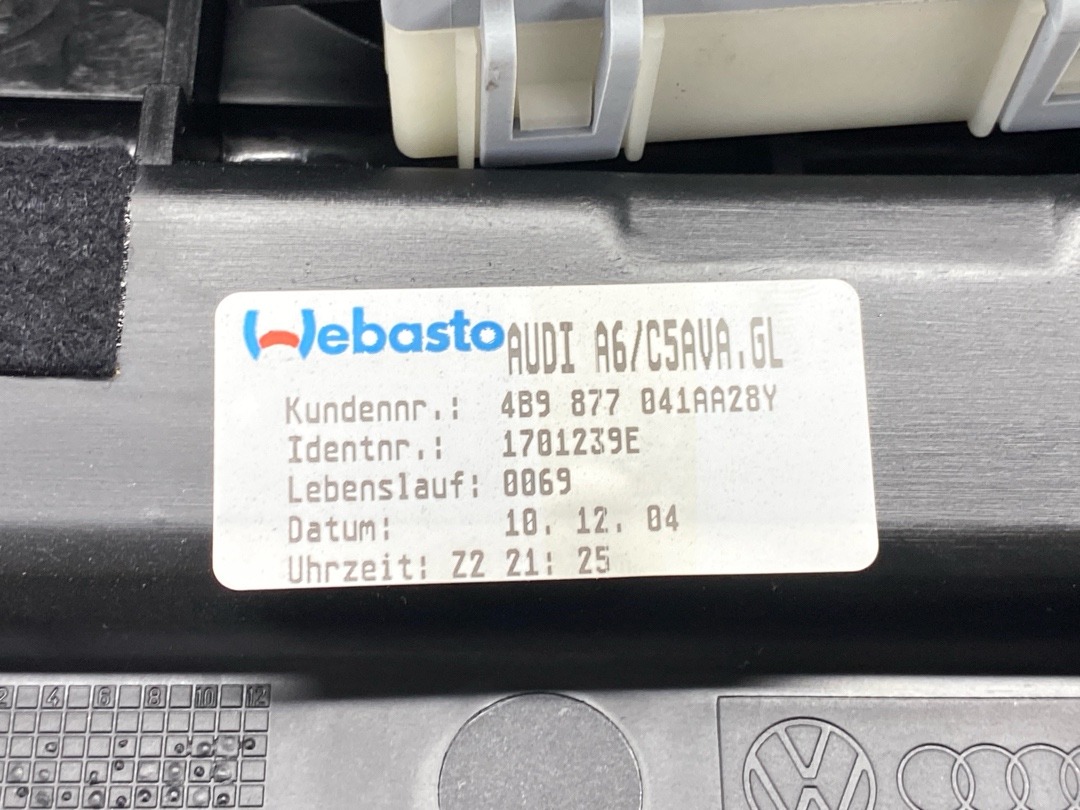 Webasto AUDI A6/C5AVA.GL
Kundennr.: 4B9 877 041AA28Y
Identnr.: 1701239E
Lebenslauf: 0069
Datum: 10. 12. 04
Uhrzeit: Z2 21: 25
2 4 6 8 10 12